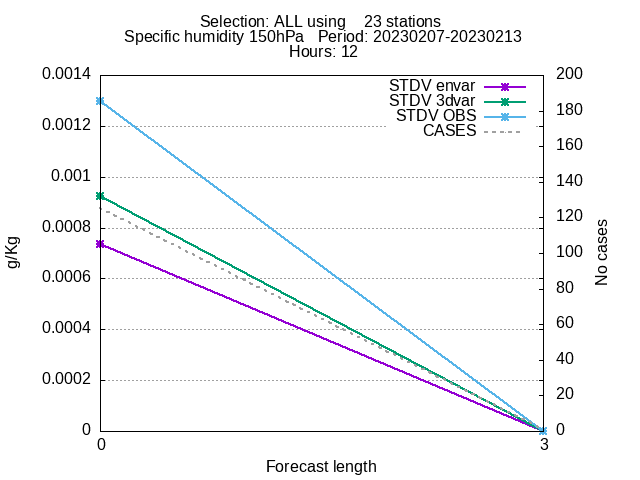 Selection: ALL using    23 stations
Specific humidity 150hPa   Period: 20230207-20230213
Hours: 12
STDV envar
STDV 3dvar
STDV OBS
CASES
0.0014
0.0012
0.001
0.0008
0.0006
0.0004
0.0002
0
g/Kg
200
180
160
140
120
100
80
60
40
20
0
No cases
0
3
Forecast length